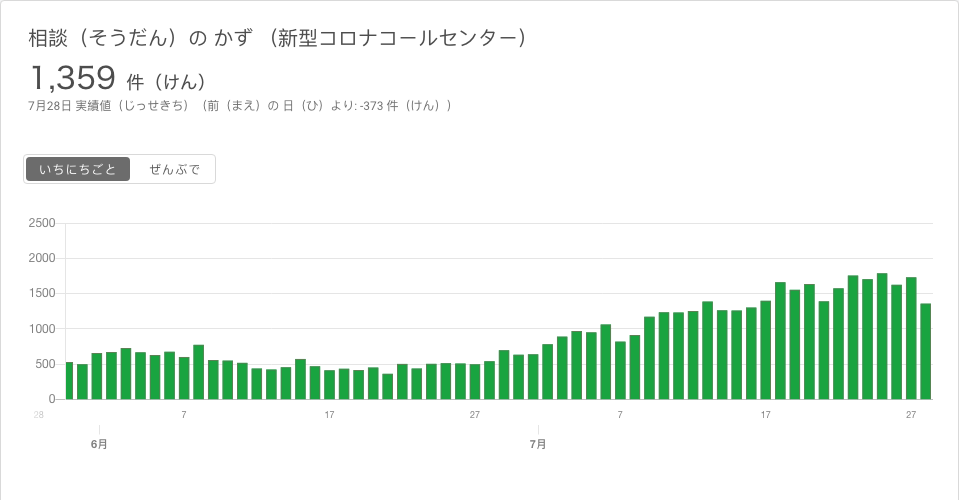 相談（そうだん）の かず （新型コロナコールセンター）
1,359 件（けん）
7月28日 実績値（じっせきち）（前（まえ）の 日（ひ）より: -373 件（けん））
いちにちごと ぜんぶで
2500
2000
1500
1000
500
0
28 7 17 27 7 17 27
6月 7月